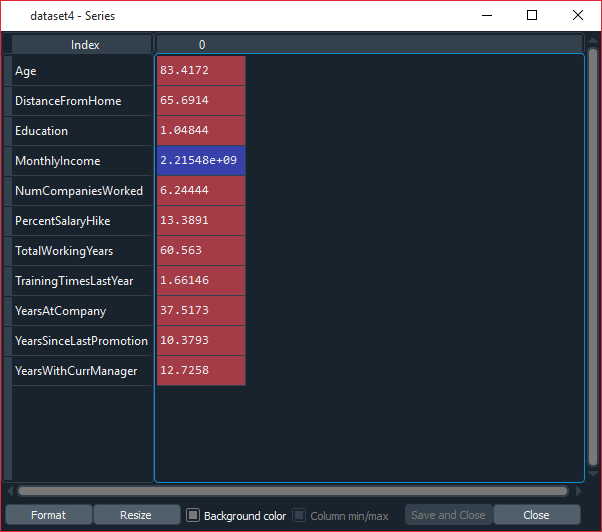 dataset4 - Series
Index 0
Age 83.4172
DistanceFromHome 65.6914
Education 1.04844
MonthlyIncome 2.21548e+09
NumCompaniesWorked 6.24444
PercentSalaryHike 13.3891
TotalWorkingYears 60.563
TrainingTimesLastYear 1.66146
YearsAtCompany 37.5173
YearsSinceLastPromotion 10.3793
YearsWithCurrManager 12.7258
Format Resize Background color Column min/max Save and Close Close